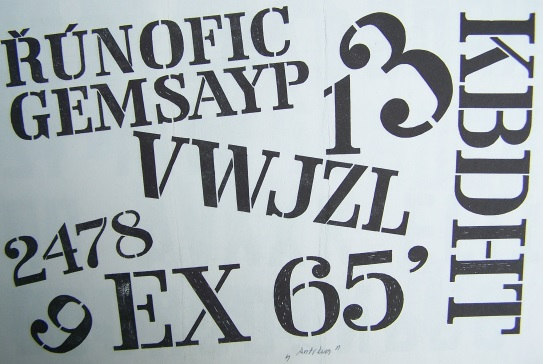 ŘÚNOFIC
GEMSAYP
13
KBDHT
VWJZL
2478
9 EX 65’